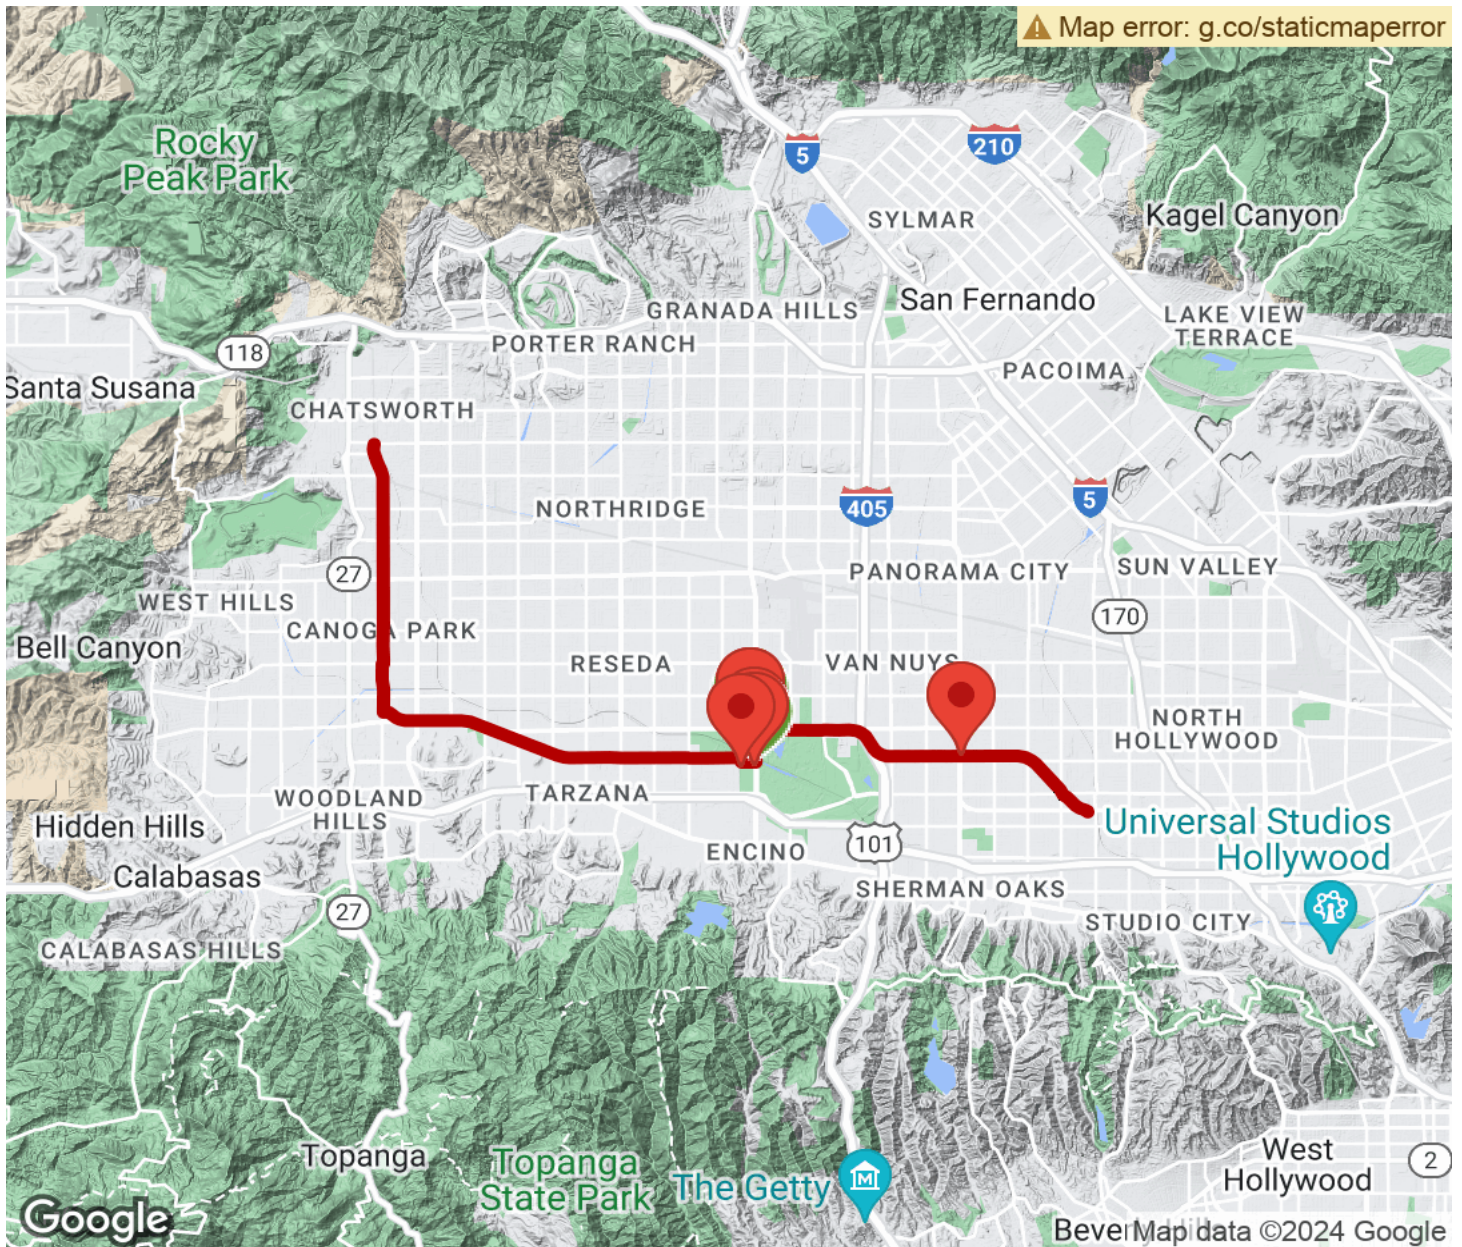 Map error: g.co/staticmaperror
Rocky
Peak Park
5
210
SYLMAR
Kagel Canyon
San Fernando
GRANADA HILLS
LAKE VIEW
TERRACE
PORTER RANCH
118
PACOIMA
Santa Susana
CHATSWORTH
NORTHRIDGE
405
5
27
PANORAMA CITY
SUN VALLEY
WEST HILLS
170
CANOGA PARK
Bell Canyon
RESEDA
VAN NUYS
NORTH
HOLLYWOOD
TARZANA
WOODLAND
HILLS
Hidden Hills
Universal Studios
Hollywood
101
ENCINO
Calabasas
SHERMAN OAKS
27
STUDIO CITY
CALABASAS HILLS
Topanga
Topanga
State Park
The Getty
West
Hollywood
2
Google
Map data ©2024 Google